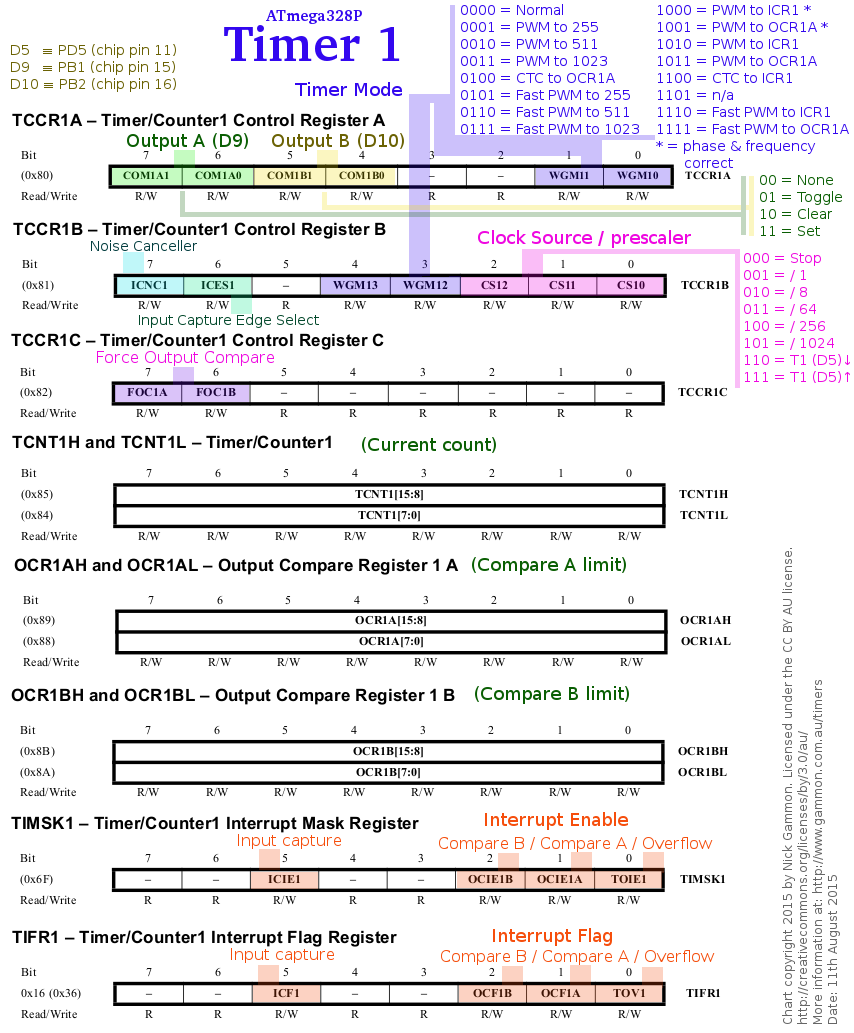 ATmega328P
Timer 1
D5 ≡ PD5 (chip pin 11)
D9 ≡ PB1 (chip pin 15)
D10 ≡ PB2 (chip pin 16)
Timer Mode
0000 = Normal
0001 = PWM to 255
0010 = PWM to 511
0011 = PWM to 1023
0100 = CTC to OCR1A
0101 = Fast PWM to 255
0110 = Fast PWM to 511
0111 = Fast PWM to 1023
1000 = PWM to ICR1 *
1001 = PWM to OCR1A *
1010 = PWM to ICR1
1011 = PWM to OCR1A
1100 = CTC to ICR1
1101 = n/a
1110 = Fast PWM to ICR1
1111 = Fast PWM to OCR1A
* = phase & frequency
correct
TCCR1A – Timer/Counter1 Control Register A
Output A (D9) Output B (D10)
Bit 7 6 5 4 3 2 1 0
(0x80) COM1A1 COM1A0 COM1B1 COM1B0 – – WGM11 WGM10 TCCR1A
Read/Write R/W R/W R/W R/W R R R/W R/W
00 = None
01 = Toggle
10 = Clear
11 = Set
TCCR1B – Timer/Counter1 Control Register B
Noise Canceller
Clock Source / prescaler
Bit 7 6 5 4 3 2 1 0
(0x81) ICNC1 ICES1 – WGM13 WGM12 CS12 CS11 CS10 TCCR1B
Read/Write R/W R/W R R/W R/W R/W R/W R/W
Input Capture Edge Select
000 = Stop
001 = / 1
010 = / 8
011 = / 64
100 = / 256
101 = / 1024
110 = T1 (D5)↓
111 = T1 (D5)↑
TCCR1C – Timer/Counter1 Control Register C
Force Output Compare
Bit 7 6 5 4 3 2 1 0
(0x82) FOC1A FOC1B – – – – – – TCCR1C
Read/Write R/W R/W R R R R R R
TCNT1H and TCNT1L – Timer/Counter1 (Current count)
Bit 7 6 5 4 3 2 1 0
(0x85) TCNT1[15:8] TCNT1H
(0x84) TCNT1[7:0] TCNT1L
Read/Write R/W R/W R/W R/W R/W R/W R/W R/W
OCR1AH and OCR1AL – Output Compare Register 1 A (Compare A limit)
Bit 7 6 5 4 3 2 1 0
(0x89) OCR1A[15:8] OCR1AH
(0x88) OCR1A[7:0] OCR1AL
Read/Write R/W R/W R/W R/W R/W R/W R/W R/W
OCR1BH and OCR1BL – Output Compare Register 1 B (Compare B limit)
Bit 7 6 5 4 3 2 1 0
(0x8B) OCR1B[15:8] OCR1BH
(0x8A) OCR1B[7:0] OCR1BL
Read/Write R/W R/W R/W R/W R/W R/W R/W R/W
TIMSK1 – Timer/Counter1 Interrupt Mask Register
Interrupt Enable
Input capture
Compare B / Compare A / Overflow
Bit 7 6 5 4 3 2 1 0
(0x6F) – – ICIE1 – – OCIE1B OCIE1A TOIE1 TIMSK1
Read/Write R R R/W R R R/W R/W R/W
TIFR1 – Timer/Counter1 Interrupt Flag Register
Interrupt Flag
Input capture
Compare B / Compare A / Overflow
Bit 7 6 5 4 3 2 1 0
0x16 (0x36) – – ICF1 – – OCF1B OCF1A TOV1 TIFR1
Read/Write R R R/W R R R/W R/W R/W
Chart copyright 2015 by Nick Gammon. Licensed under the CC BY AU license.
http://creativecommons.org/licenses/by/3.0/au/
More information at: http://www.gammon.com.au/timers
Date: 11th August 2015